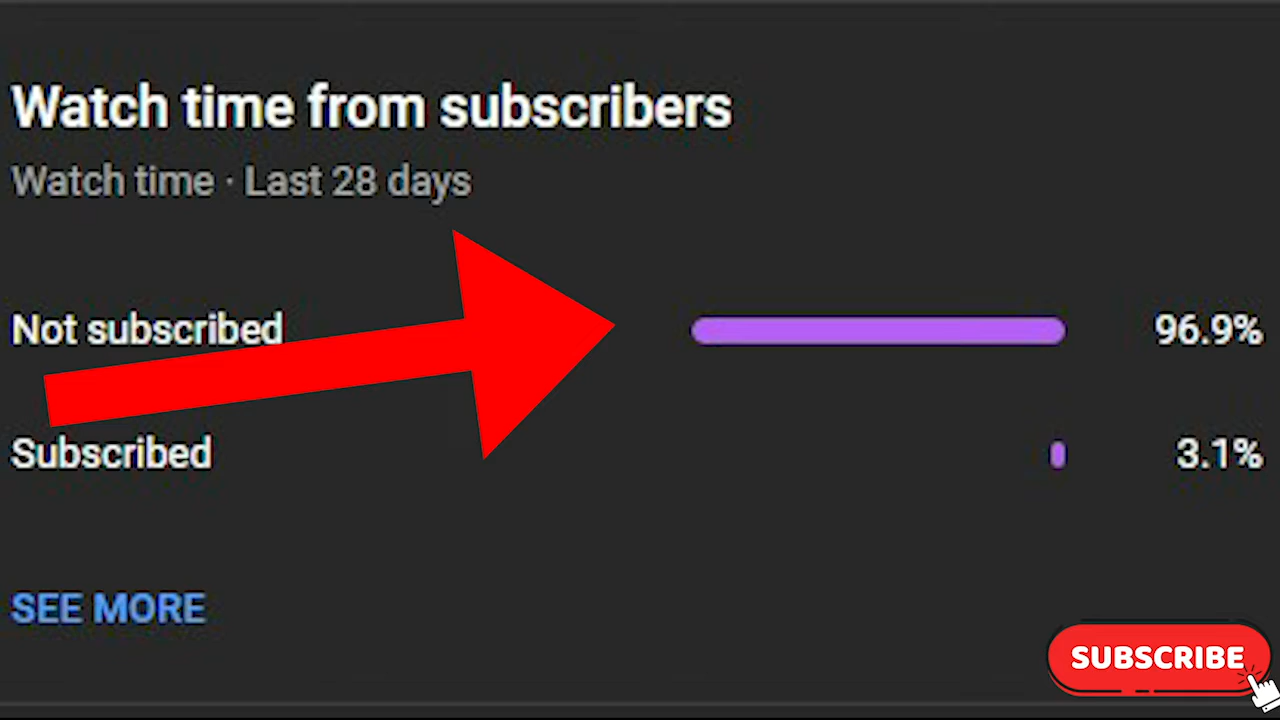 Watch time from subscribers
Watch time · Last 28 days
Not subscribed 96.9%
Subscribed 3.1%
SEE MORE
SUBSCRIBE